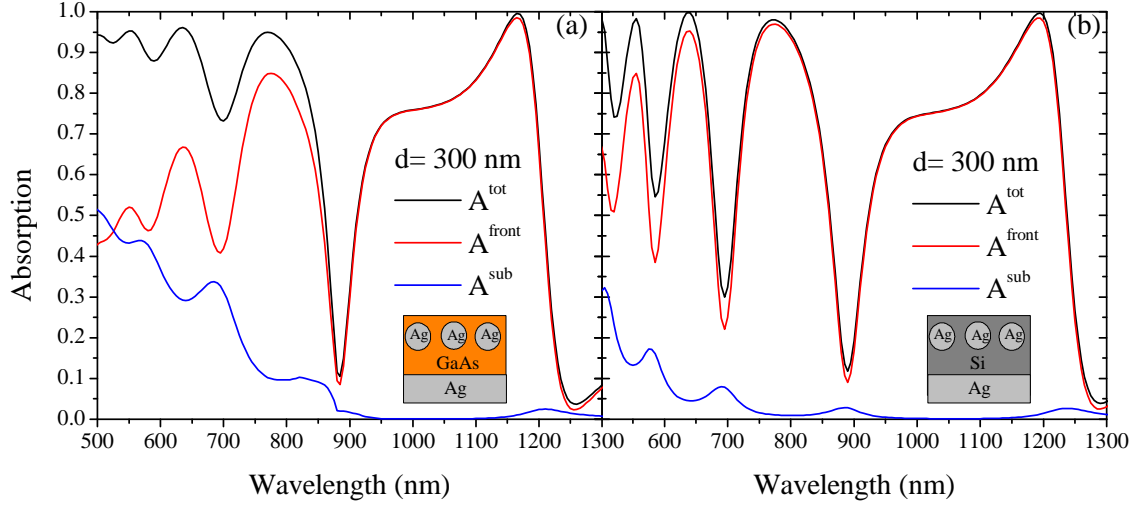 1.0
0.9
0.8
0.7
0.6
0.5
0.4
0.3
0.2
0.1
0.0
Absorption
(a)
d= 300 nm
A^tot
A^front
A^sub
Ag Ag Ag
GaAs
Ag
500 600 700 800 900 1000 1100 1200 1300
Wavelength (nm)
(b)
d= 300 nm
A^tot
A^front
A^sub
Ag Ag Ag
Si
Ag
600 700 800 900 1000 1100 1200 1300
Wavelength (nm)